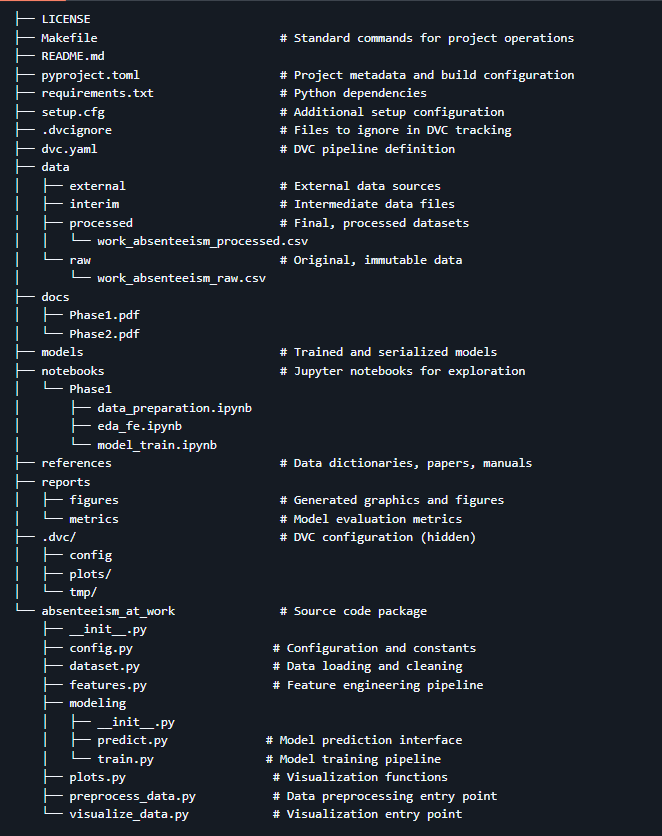 ├── LICENSE
├── Makefile                          # Standard commands for project operations
├── README.md
├── pyproject.toml                    # Project metadata and build configuration
├── requirements.txt                  # Python dependencies
├── setup.cfg                         # Additional setup configuration
├── .dvcignore                        # Files to ignore in DVC tracking
├── dvc.yaml                          # DVC pipeline definition
├── data
│   ├── external                      # External data sources
│   ├── interim                       # Intermediate data files
│   ├── processed                     # Final, processed datasets
│   │   └── work_absenteeism_processed.csv
│   └── raw                           # Original, immutable data
│       └── work_absenteeism_raw.csv
├── docs
│   ├── Phase1.pdf
│   └── Phase2.pdf
├── models                            # Trained and serialized models
├── notebooks                         # Jupyter notebooks for exploration
│   └── Phase1
│       ├── data_preparation.ipynb
│       ├── eda_fe.ipynb
│       └── model_train.ipynb
├── references                        # Data dictionaries, papers, manuals
├── reports
│   ├── figures                       # Generated graphics and figures
│   └── metrics                       # Model evaluation metrics
├── .dvc/                             # DVC configuration (hidden)
│   ├── config
│   ├── plots/
│   └── tmp/
└── absenteeism_at_work               # Source code package
    ├── __init__.py
    ├── config.py                    # Configuration and constants
    ├── dataset.py                   # Data loading and cleaning
    ├── features.py                  # Feature engineering pipeline
    ├── modeling
    │   ├── __init__.py
    │   ├── predict.py              # Model prediction interface
    │   └── train.py                # Model training pipeline
    ├── plots.py                     # Visualization functions
    ├── preprocess_data.py           # Data preprocessing entry point
    └── visualize_data.py            # Visualization entry point